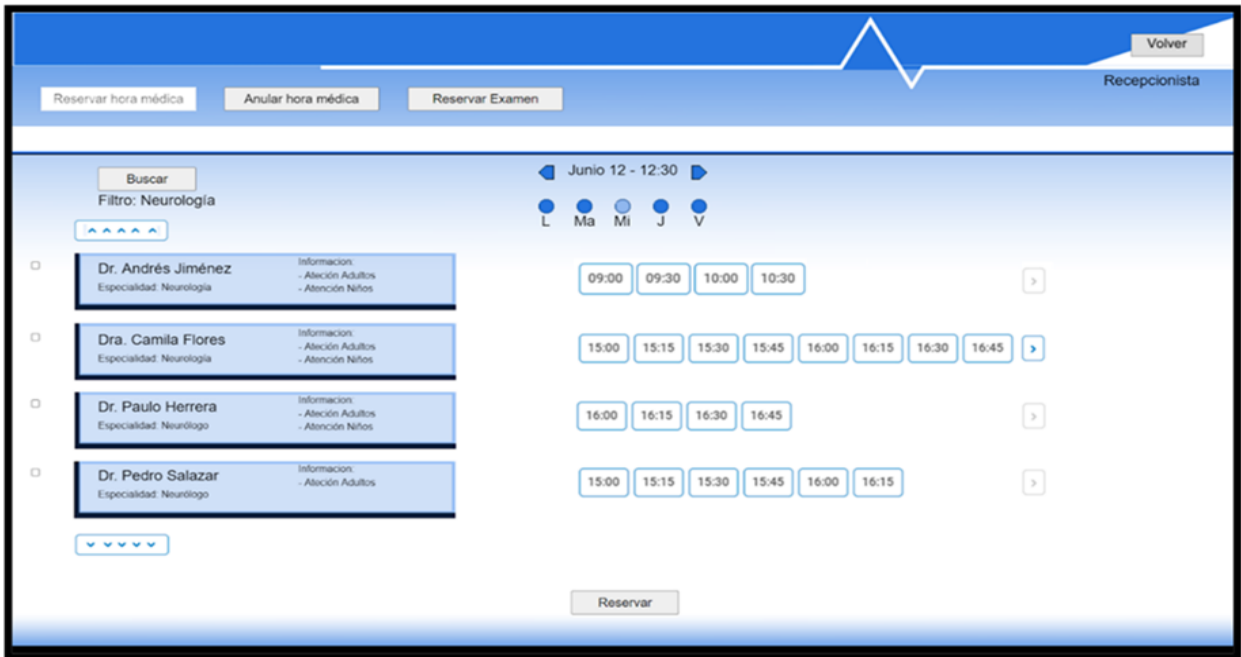 Volver
Recepcionista
Reservar hora médica Anular hora médica Reservar Examen
Buscar
Filtro: Neurología
Junio 12 - 12:30
L Ma Mi J V
Dr. Andrés Jiménez
Especialidad: Neurología
Informacion:
- Ateción Adultos
- Atención Niños
09:00 09:30 10:00 10:30
Dra. Camila Flores
Especialidad: Neurología
Informacion:
- Ateción Adultos
- Atención Niños
15:00 15:15 15:30 15:45 16:00 16:15 16:30 16:45
Dr. Paulo Herrera
Especialidad: Neurólogo
Informacion:
- Ateción Adultos
- Atención Niños
16:00 16:15 16:30 16:45
Dr. Pedro Salazar
Especialidad: Neurólogo
Informacion:
- Ateción Adultos
15:00 15:15 15:30 15:45 16:00 16:15
Reservar